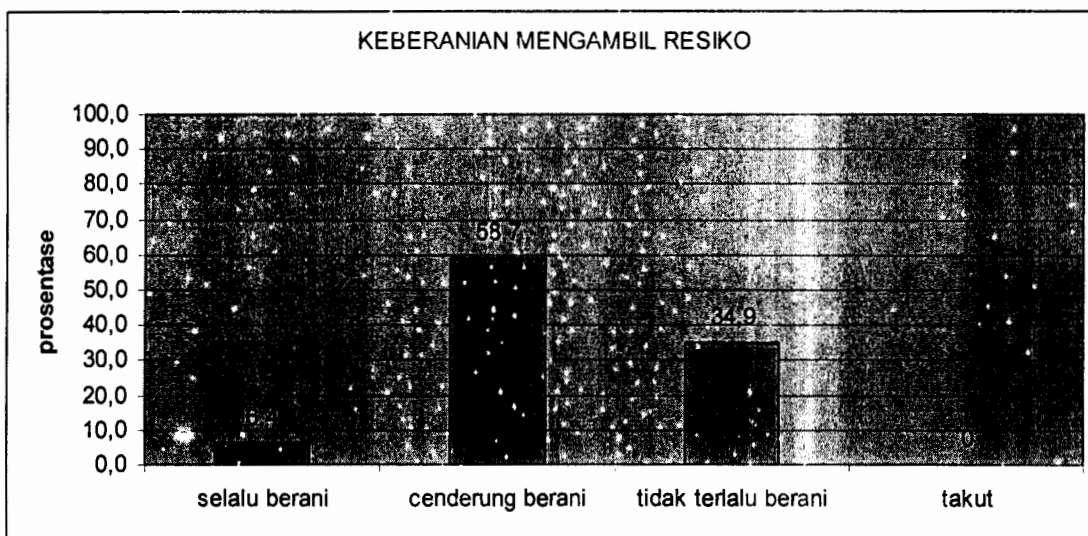 KEBERANIAN MENGAMBIL RESIKO
prosentase
100,0
90,0
80,0
70,0
60,0
50,0
40,0
30,0
20,0
10,0
0,0
58,7
34,9
0
selalu berani
cenderung berani
tidak terlalu berani
takut